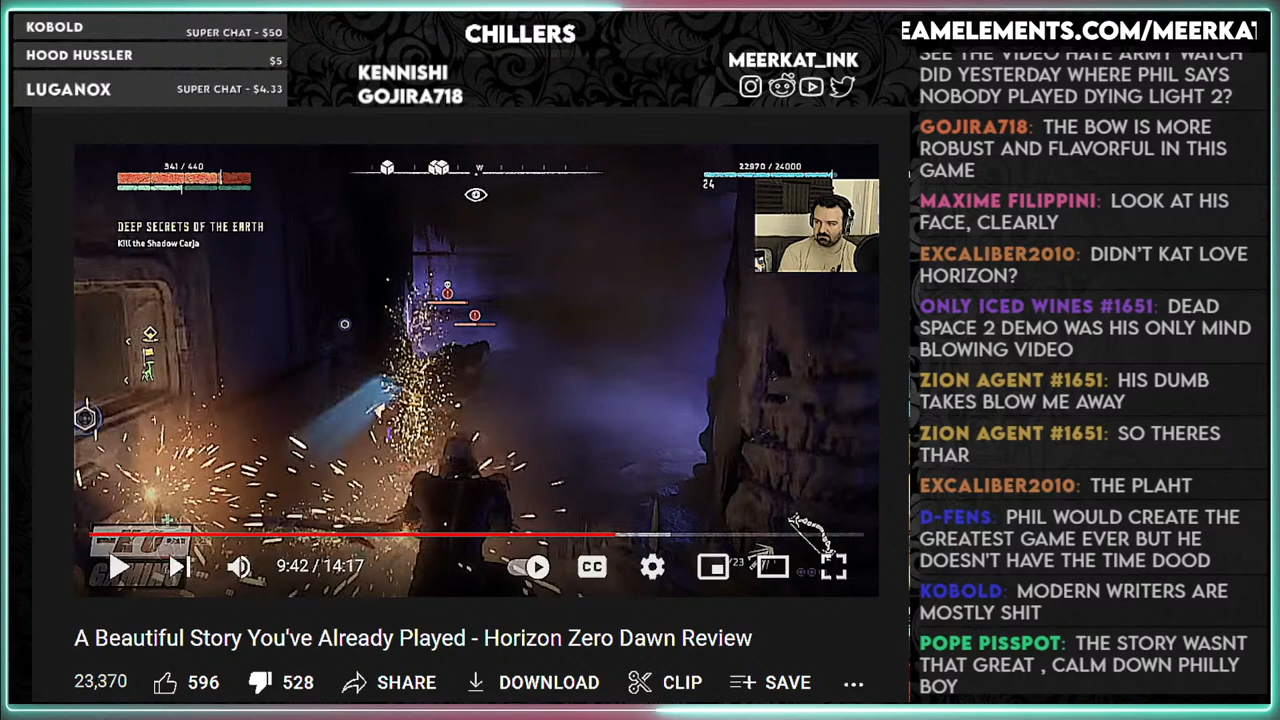 KOBOLD
SUPER CHAT - $50
HOOD HUSSLER
$5
LUGANOX
SUPER CHAT - $4.33
KENNISHI
GOJIRA718
CHILLERS
MEERKAT_INK
EAMELEMENTS.COM/MEERKAT
341 / 440
W
22970 / 24000
24
DEEP SECRETS OF THE EARTH
Kill the Shadow Carja
9:42 / 14:17
CC
/23
A Beautiful Story You've Already Played - Horizon Zero Dawn Review
23,370
596
528
SHARE
DOWNLOAD
CLIP
SAVE
SEE THE VIDEO HATE ARMY WATCH
DID YESTERDAY WHERE PHIL SAYS
NOBODY PLAYED DYING LIGHT 2?
GOJIRA718: THE BOW IS MORE
ROBUST AND FLAVORFUL IN THIS
GAME
MAXIME FILIPPINI: LOOK AT HIS
FACE, CLEARLY
EXCALIBER2010: DIDN'T KAT LOVE
HORIZON?
ONLY ICED WINES #1651: DEAD
SPACE 2 DEMO WAS HIS ONLY MIND
BLOWING VIDEO
ZION AGENT #1651: HIS DUMB
TAKES BLOW ME AWAY
ZION AGENT #1651: SO THERES
THAR
EXCALIBER2010: THE PLAHT
D-FENS: PHIL WOULD CREATE THE
GREATEST GAME EVER BUT HE
DOESN'T HAVE THE TIME DOOD
KOBOLD: MODERN WRITERS ARE
MOSTLY SHIT
POPE PISSPOT: THE STORY WASNT
THAT GREAT , CALM DOWN PHILLY
BOY